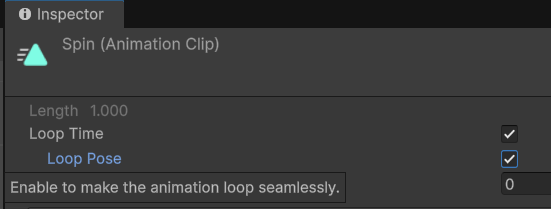 Inspector
Spin (Animation Clip)
Length 1.000
Loop Time
Loop Pose
Enable to make the animation loop seamlessly.
0